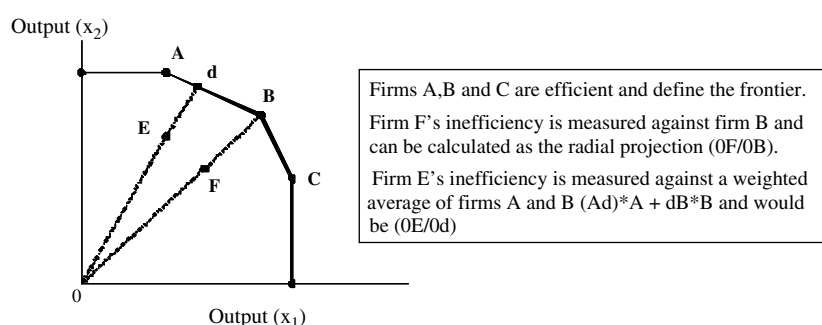 Output (x2)
A
d
B
E
F
C
0
Output (x1)
Firms A,B and C are efficient and define the frontier.
Firm F's inefficiency is measured against firm B and
can be calculated as the radial projection (0F/0B).
Firm E's inefficiency is measured against a weighted
average of firms A and B (Ad)*A + dB*B and would
be (0E/0d)